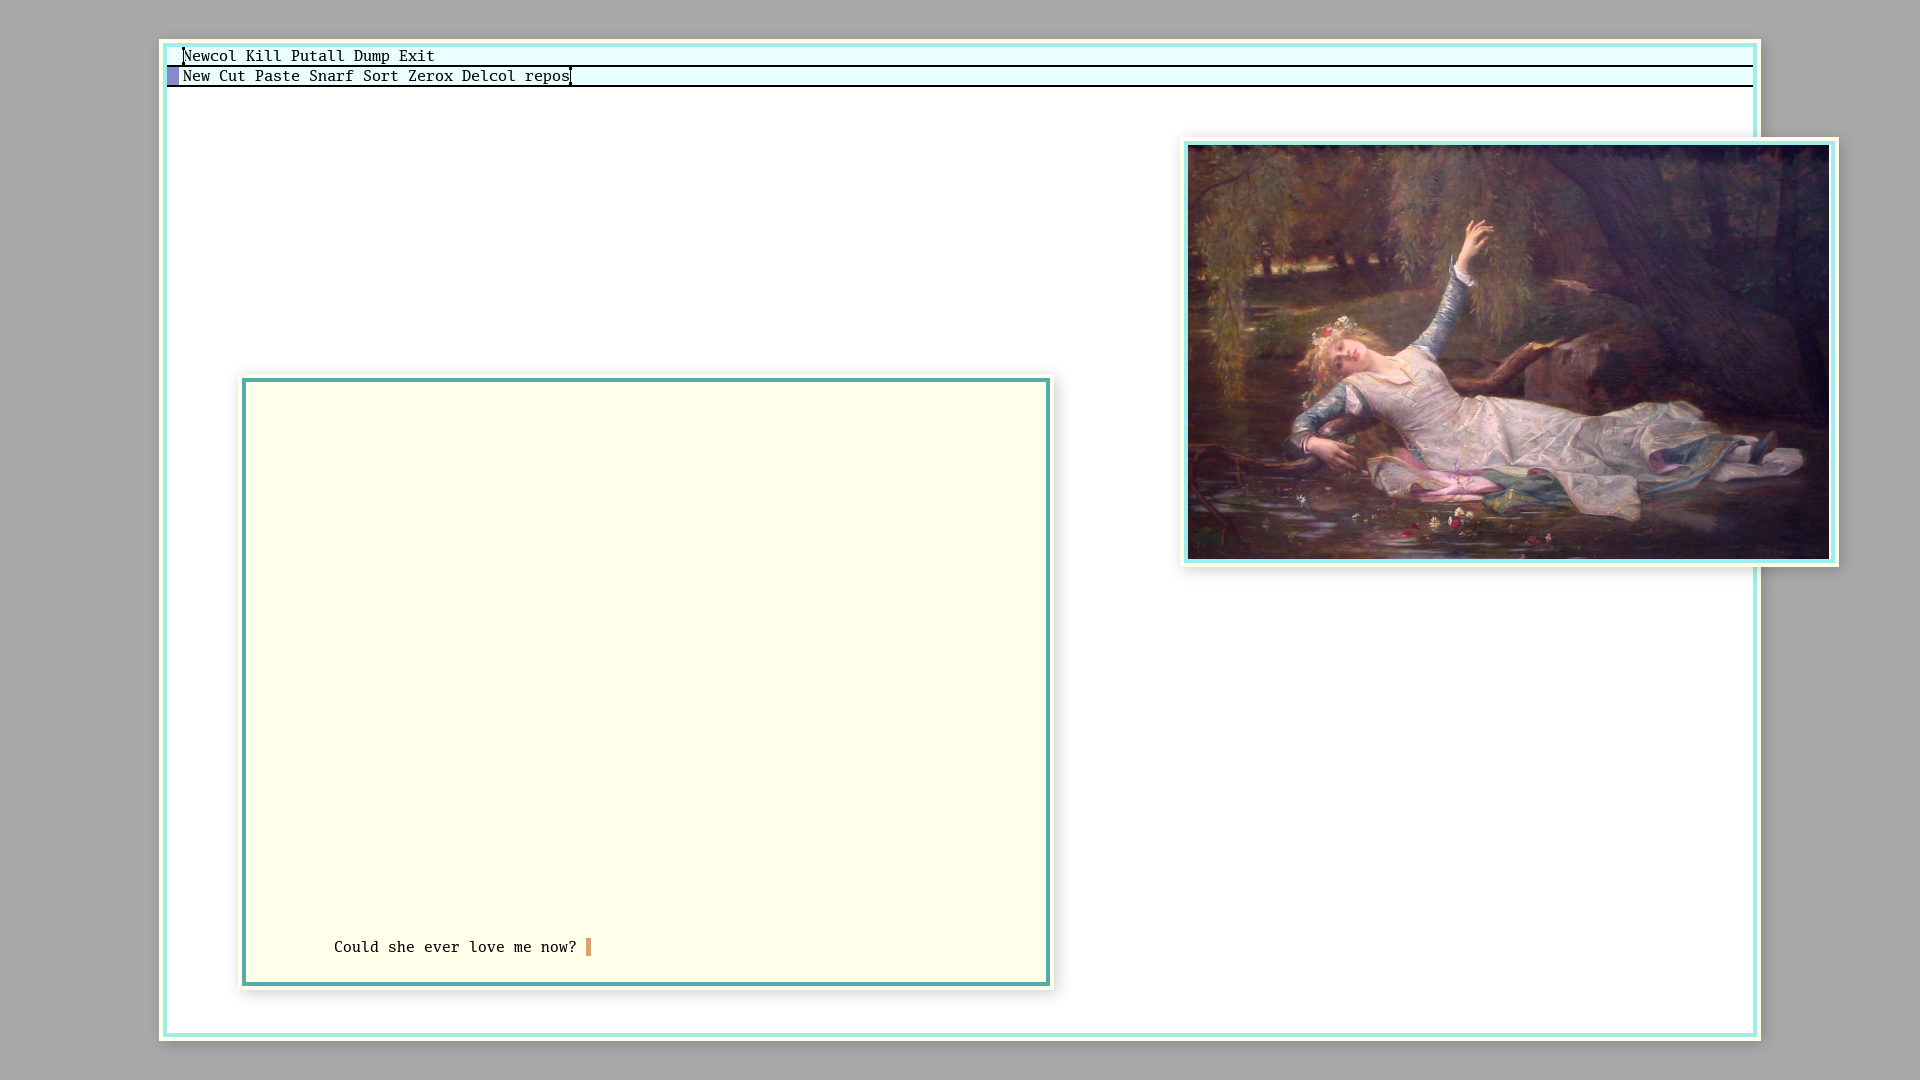 Newcol Kill Putall Dump Exit
New Cut Paste Snarf Sort Zerox Delcol repos
Could she ever love me now?